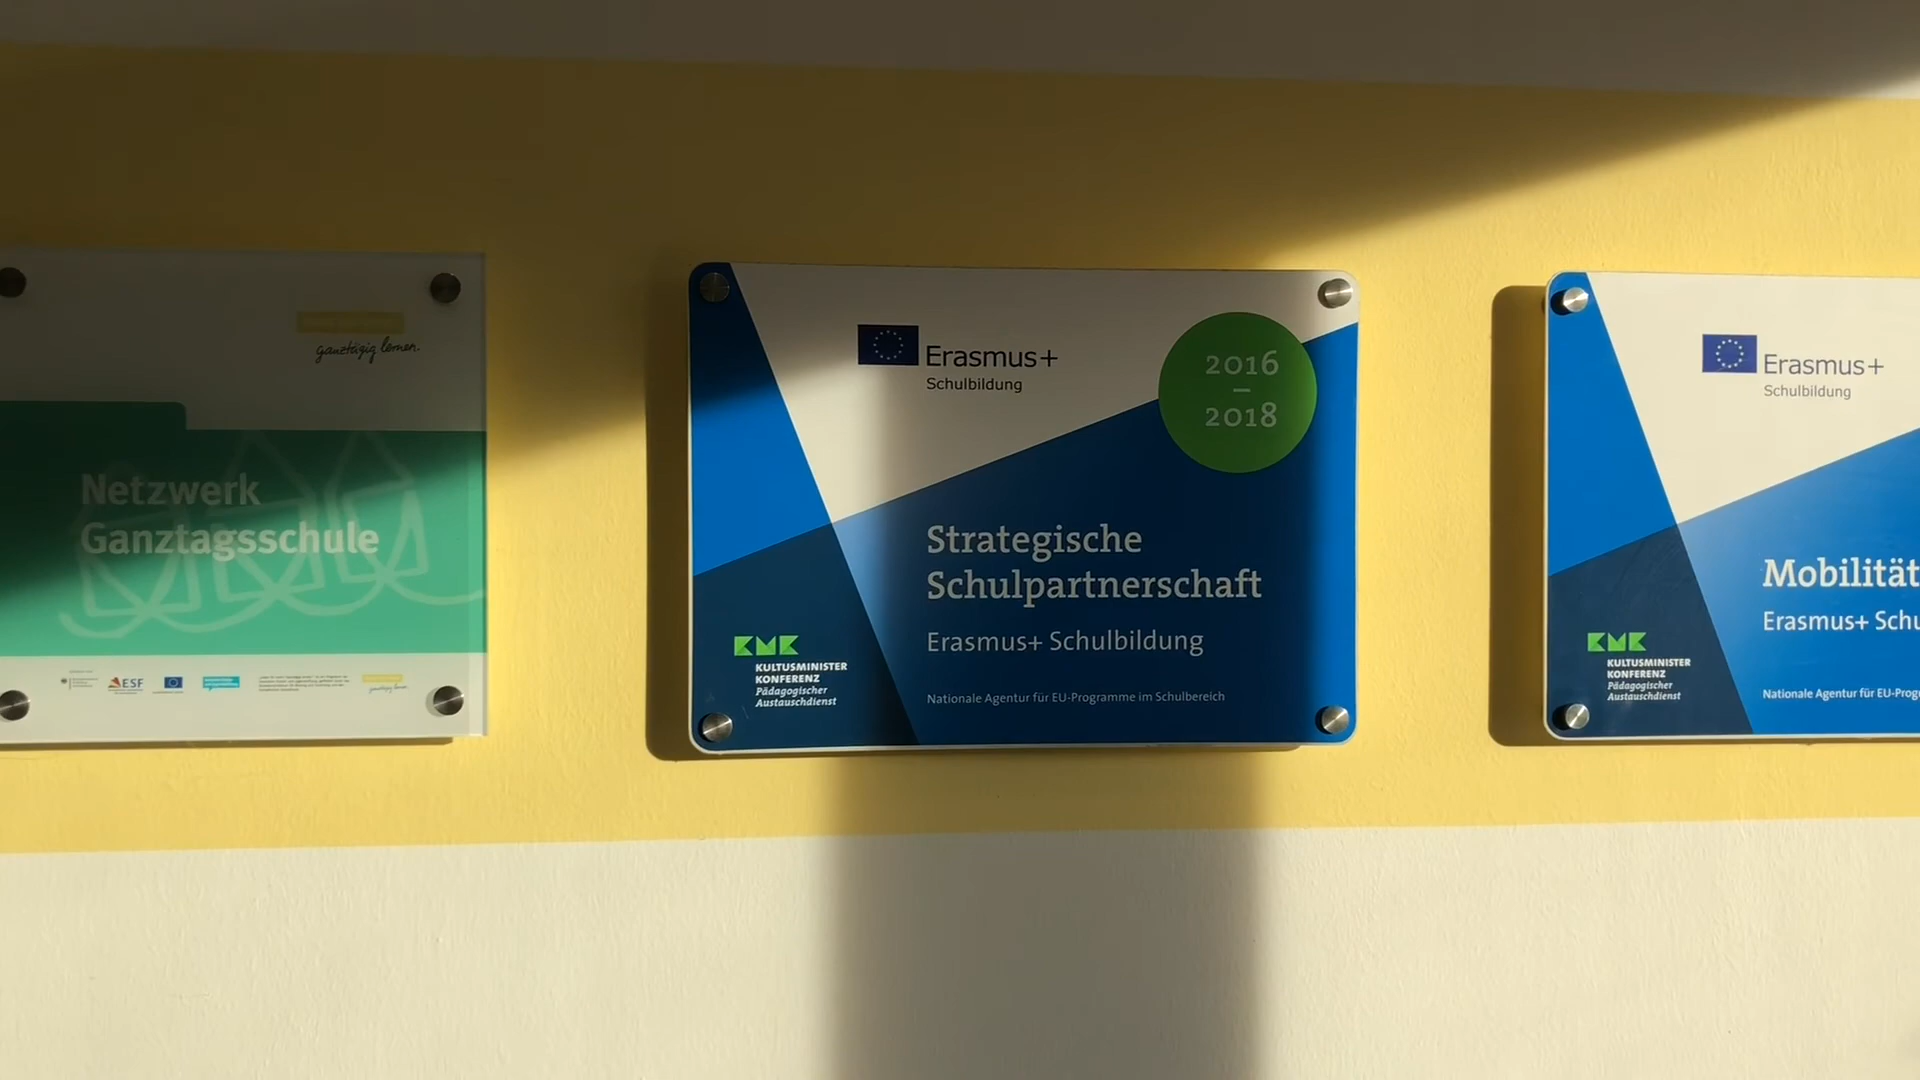 ganztägig lernen.
Netzwerk
Ganztagsschule
ESF
Erasmus+
Schulbildung
2016
–
2018
Strategische
Schulpartnerschaft
Erasmus+ Schulbildung
KMK
KULTUSMINISTER
KONFERENZ
Pädagogischer
Austauschdienst
Nationale Agentur für EU-Programme im Schulbereich
Erasmus+
Schulbildung
Mobilität
Erasmus+ Schu
KMK
KULTUSMINISTER
KONFERENZ
Pädagogischer
Austauschdienst
Nationale Agentur für EU-Progr